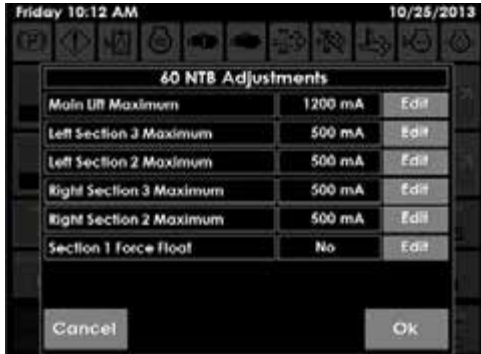 Friday 10:12 AM 10/25/2013
60 NTB Adjustments
Main Lift Maximum 1200 mA Edit
Left Section 3 Maximum 500 mA Edit
Left Section 2 Maximum 500 mA Edit
Right Section 3 Maximum 500 mA Edit
Right Section 2 Maximum 500 mA Edit
Section 1 Force Float No Edit
Cancel Ok